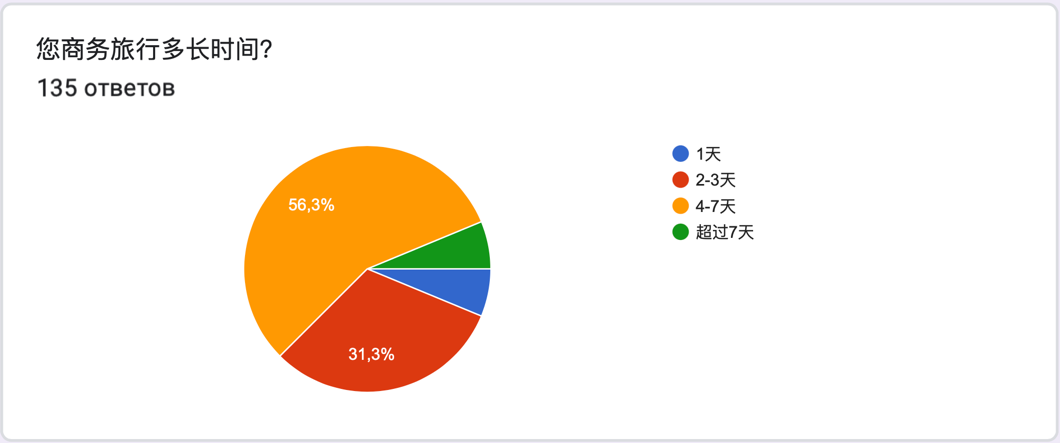 您商务旅行多长时间?
135 ответов
56,3%
31,3%
1天
2-3天
4-7天
超过7天